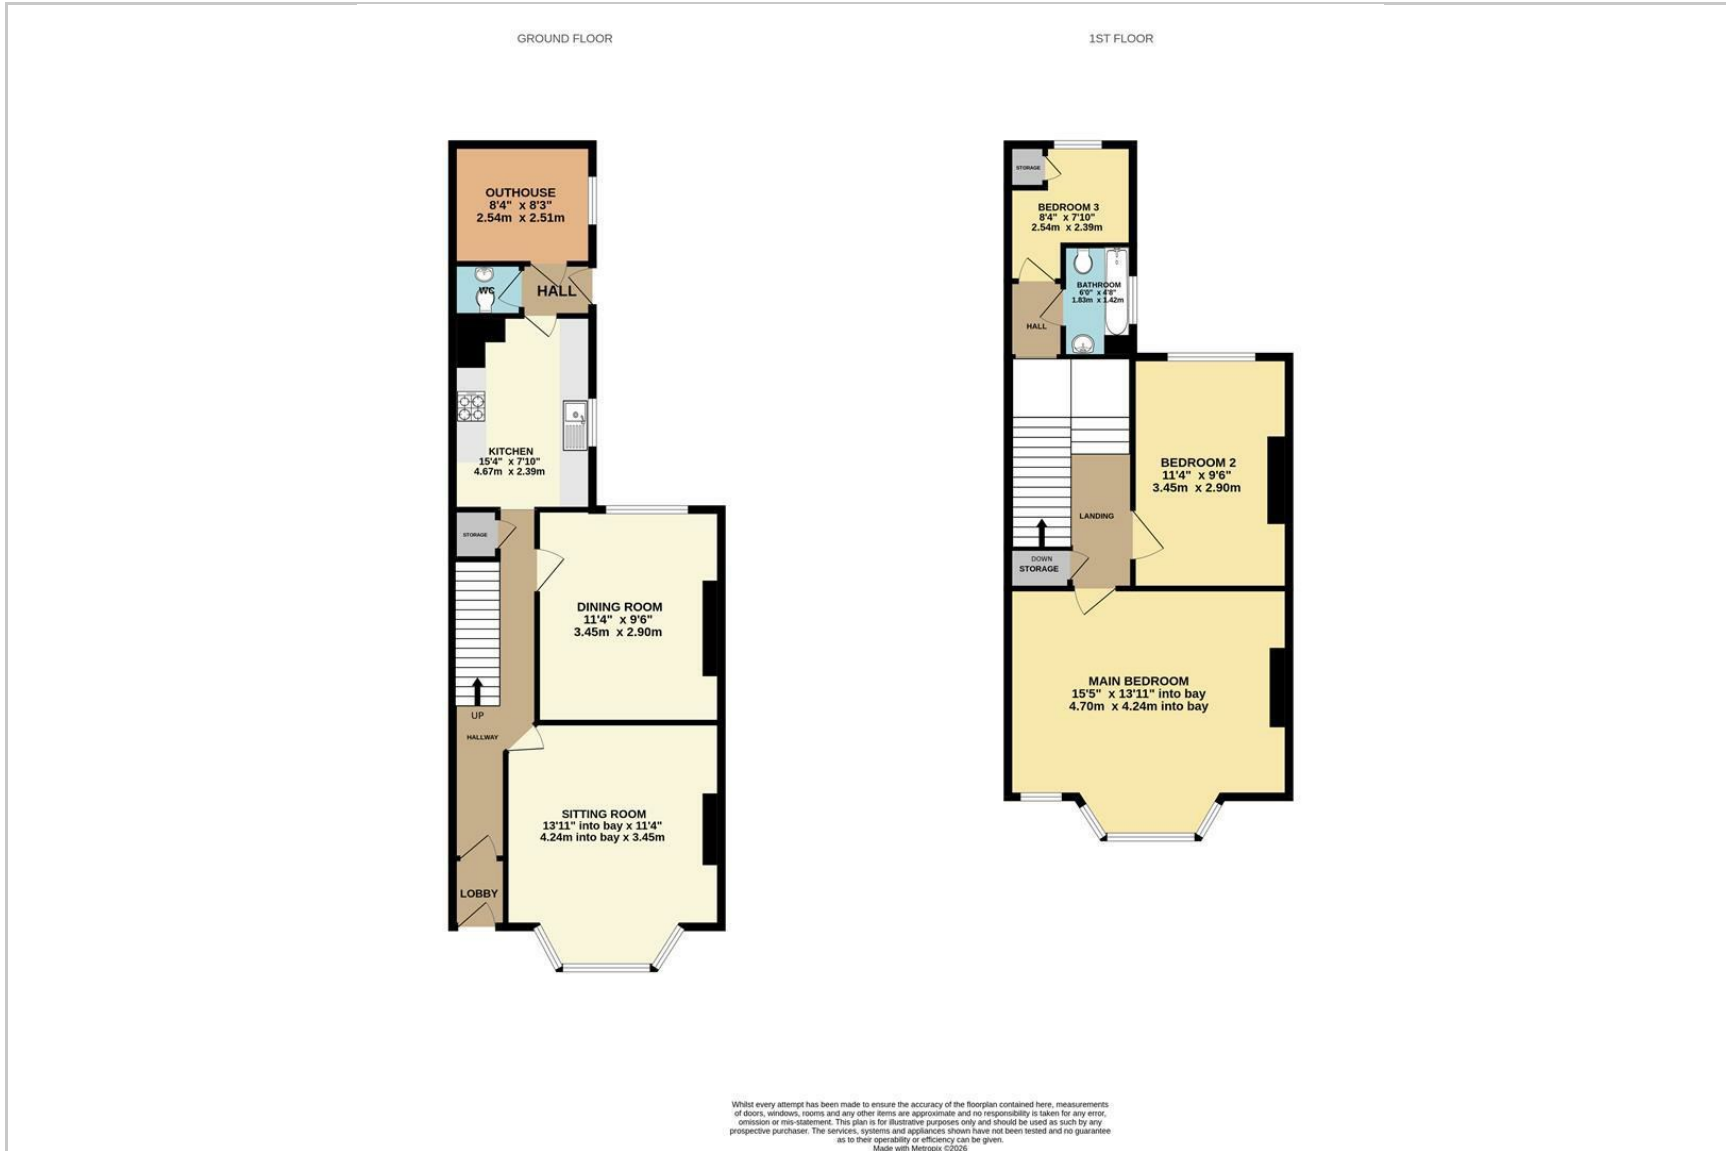 GROUND FLOOR
OUTHOUSE
8'4" x 8'3"
2.54m x 2.51m
WC
HALL
KITCHEN
15'4" x 7'10"
4.67m x 2.39m
STORAGE
DINING ROOM
11'4" x 9'6"
3.45m x 2.90m
UP
HALLWAY
SITTING ROOM
13'11" into bay x 11'4"
4.24m into bay x 3.45m
LOBBY
1ST FLOOR
STORAGE
BEDROOM 3
8'4" x 7'10"
2.54m x 2.39m
BATHROOM
6'0" x 4'8"
1.83m x 1.42m
HALL
BEDROOM 2
11'4" x 9'6"
3.45m x 2.90m
LANDING
DOWN
STORAGE
MAIN BEDROOM
15'5" x 13'11" into bay
4.70m x 4.24m into bay
Whilst every attempt has been made to ensure the accuracy of the floorplan contained here, measurements
of doors, windows, rooms and any other items are approximate and no responsibility is taken for any error,
omission or mis-statement. This plan is for illustrative purposes only and should be used as such by any
prospective purchaser. The services, systems and appliances shown have not been tested and no guarantee
as to their operability or efficiency can be given.
Made with Metropix ©2026